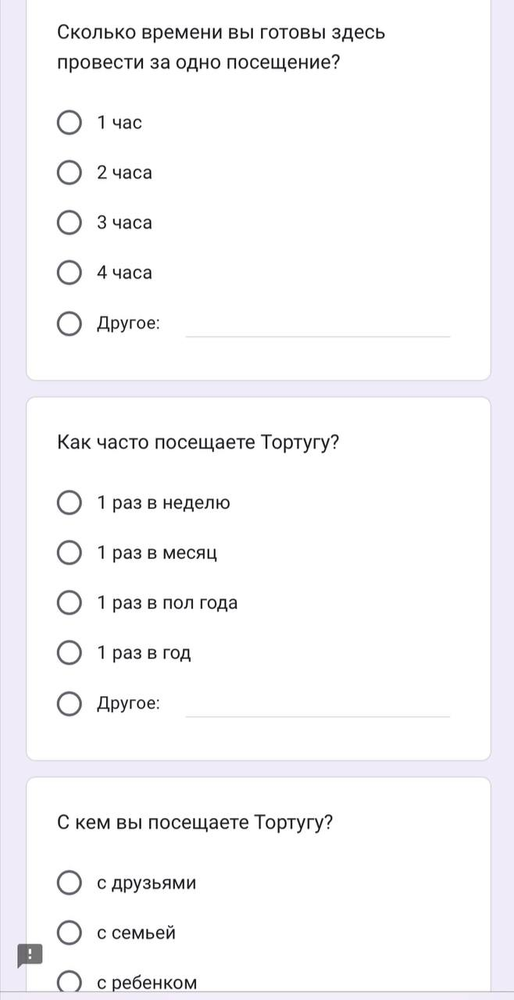 Сколько времени вы готовы здесь
провести за одно посещение?
1 час
2 часа
3 часа
4 часа
Другое:
Как часто посещаете Тортугу?
1 раз в неделю
1 раз в месяц
1 раз в пол года
1 раз в год
Другое:
С кем вы посещаете Тортугу?
с друзьями
с семьей
с ребенком